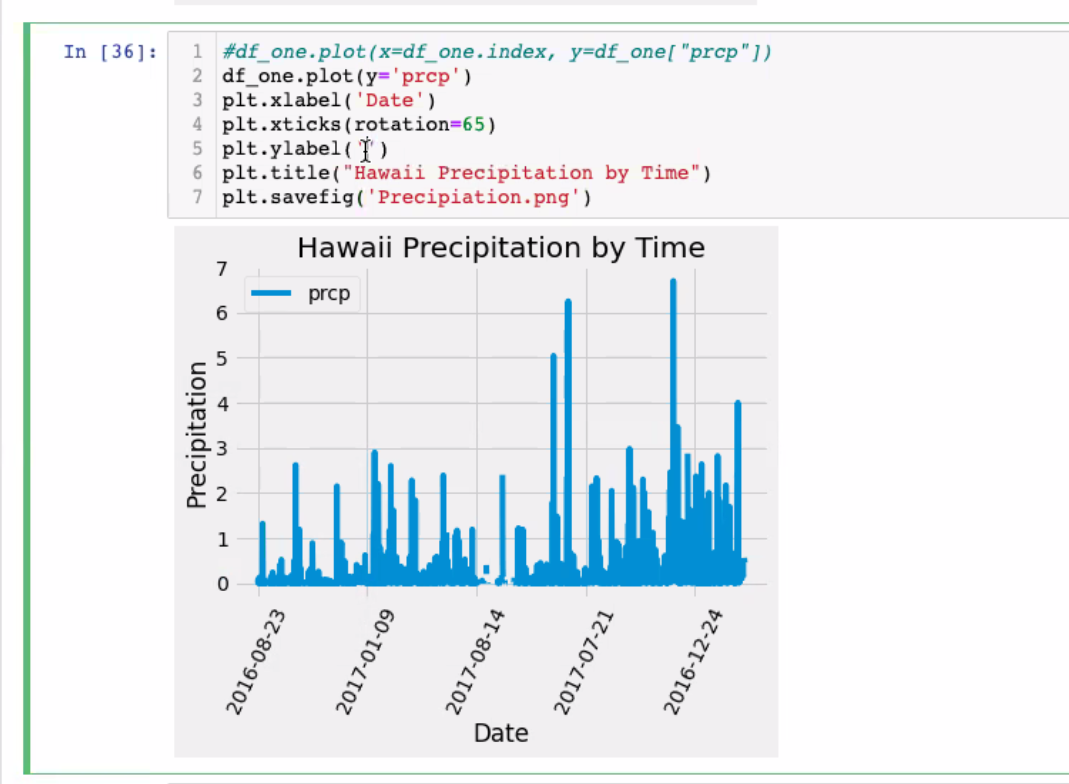 In [36]:
1 #df_one.plot(x=df_one.index, y=df_one["prcp"])
2 df_one.plot(y='prcp')
3 plt.xlabel('Date')
4 plt.xticks(rotation=65)
5 plt.ylabel('')
6 plt.title("Hawaii Precipitation by Time")
7 plt.savefig('Precipiation.png')
Hawaii Precipitation by Time
prcp
Precipitation
7
6
5
4
3
2
1
0
2016-08-23
2017-01-09
2017-08-14
2017-07-21
2016-12-24
Date